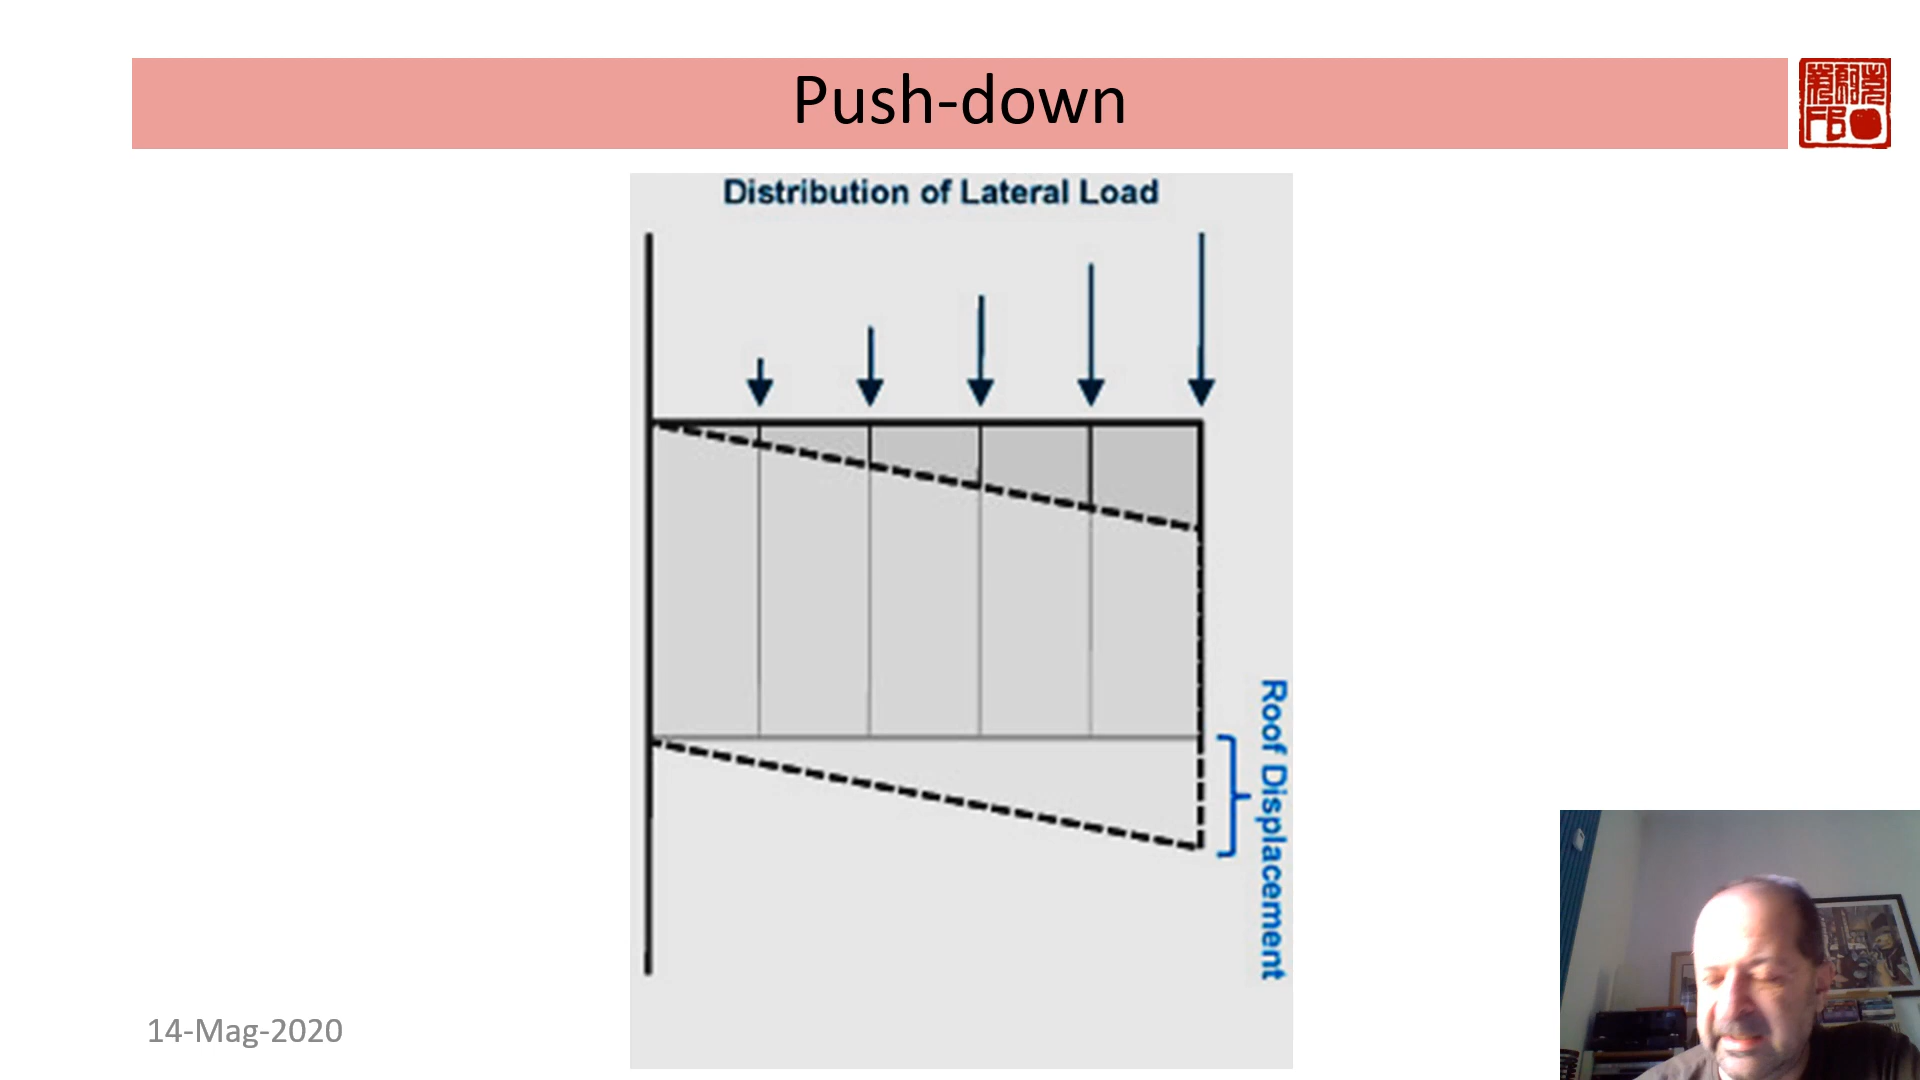 Push-down
Distribution of Lateral Load
Roof Displacement
14-Mag-2020